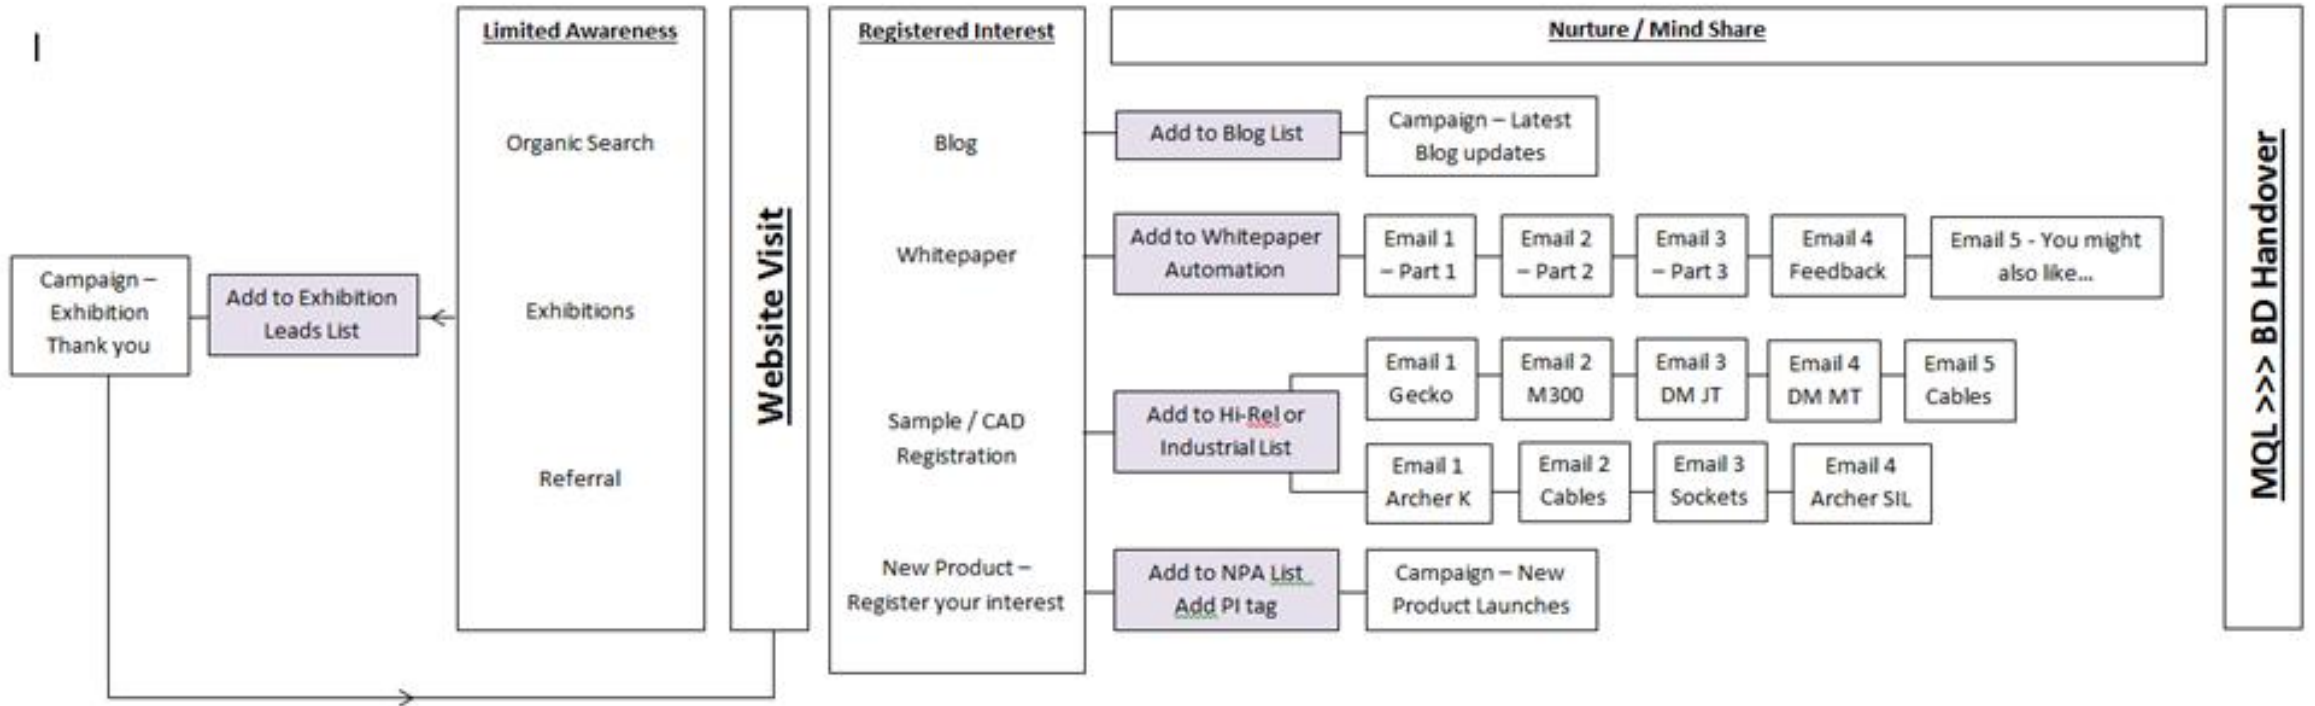 Limited Awareness
Organic Search
Exhibitions
Referral
Campaign –
Exhibition
Thank you
Add to Exhibition
Leads List
Website Visit
Registered Interest
Blog
Whitepaper
Sample / CAD
Registration
New Product –
Register your interest
Nurture / Mind Share
Add to Blog List
Campaign – Latest
Blog updates
Add to Whitepaper
Automation
Email 1
– Part 1
Email 2
– Part 2
Email 3
– Part 3
Email 4
Feedback
Email 5 - You might
also like...
Add to Hi-Rel or
Industrial List
Email 1
Gecko
Email 2
M300
Email 3
DM JT
Email 4
DM MT
Email 5
Cables
Email 1
Archer K
Email 2
Cables
Email 3
Sockets
Email 4
Archer SIL
Add to NPA List
Add PI tag
Campaign – New
Product Launches
MQL >>> BD Handover